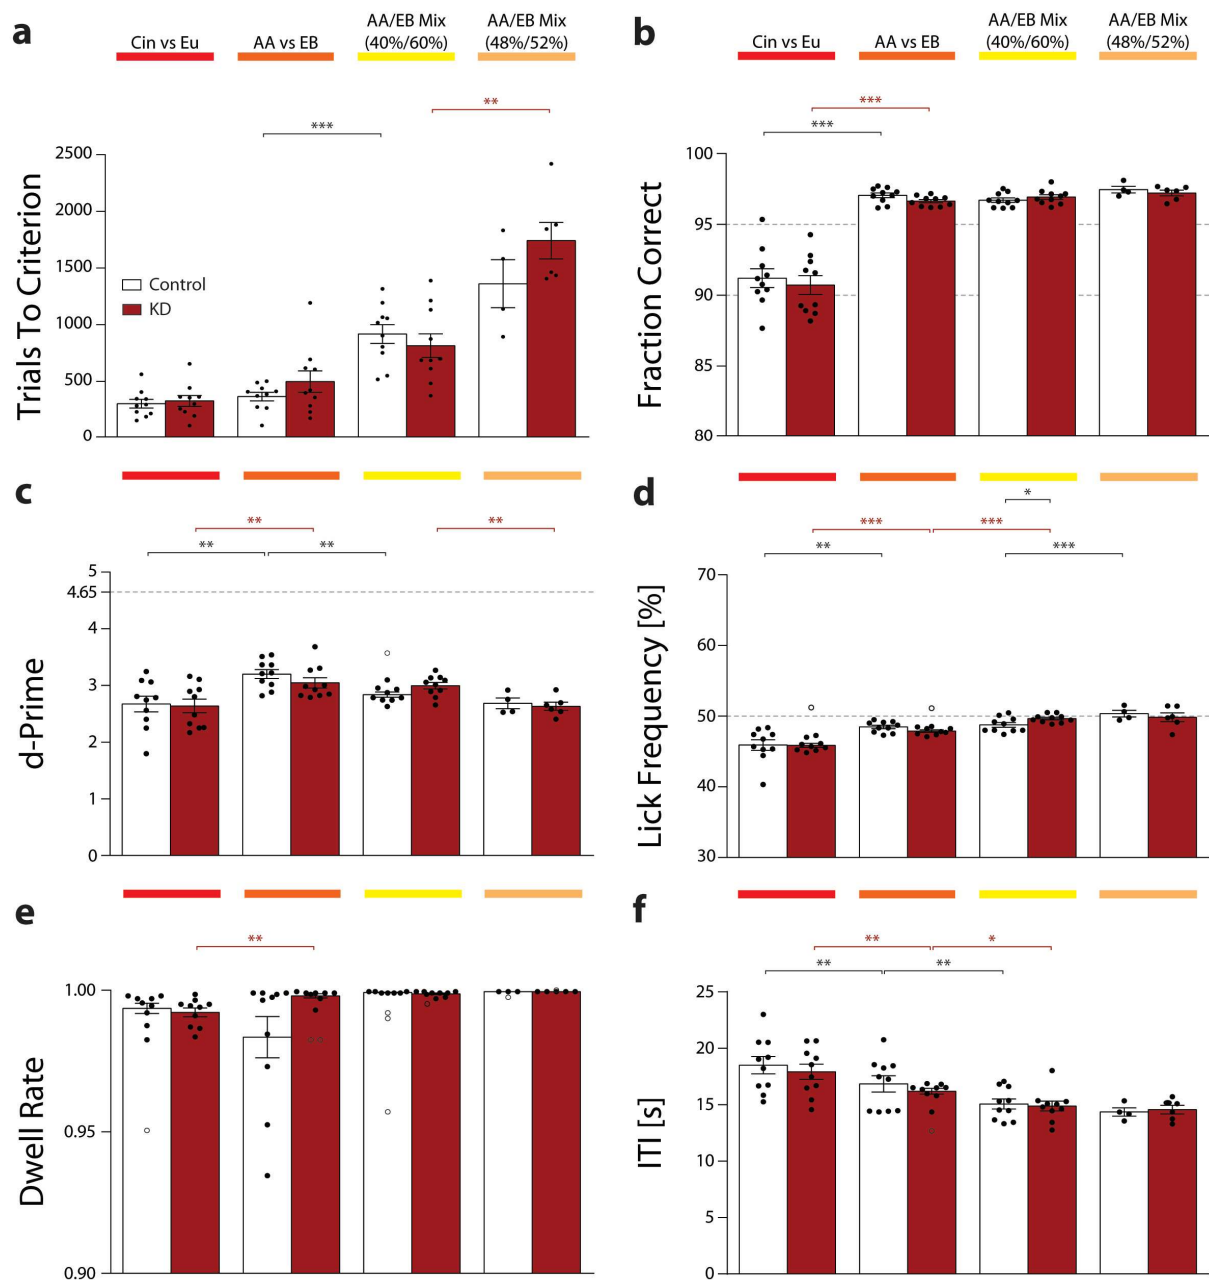 a
Cin vs Eu
AA vs EB
AA/EB Mix
(40%/60%)
AA/EB Mix
(48%/52%)
***
**
Trials To Criterion
2500
2000
1500
1000
500
0
Control
KD
b
Cin vs Eu
AA vs EB
AA/EB Mix
(40%/60%)
AA/EB Mix
(48%/52%)
***
***
Fraction Correct
100
95
90
85
80
c
**
**
**
**
d-Prime
5
4.65
4
3
2
1
0
d
*
***
***
**
***
Lick Frequency [%]
70
60
50
40
30
e
**
Dwell Rate
1.00
0.95
0.90
f
**
*
**
**
ITI [s]
25
20
15
10
5
0